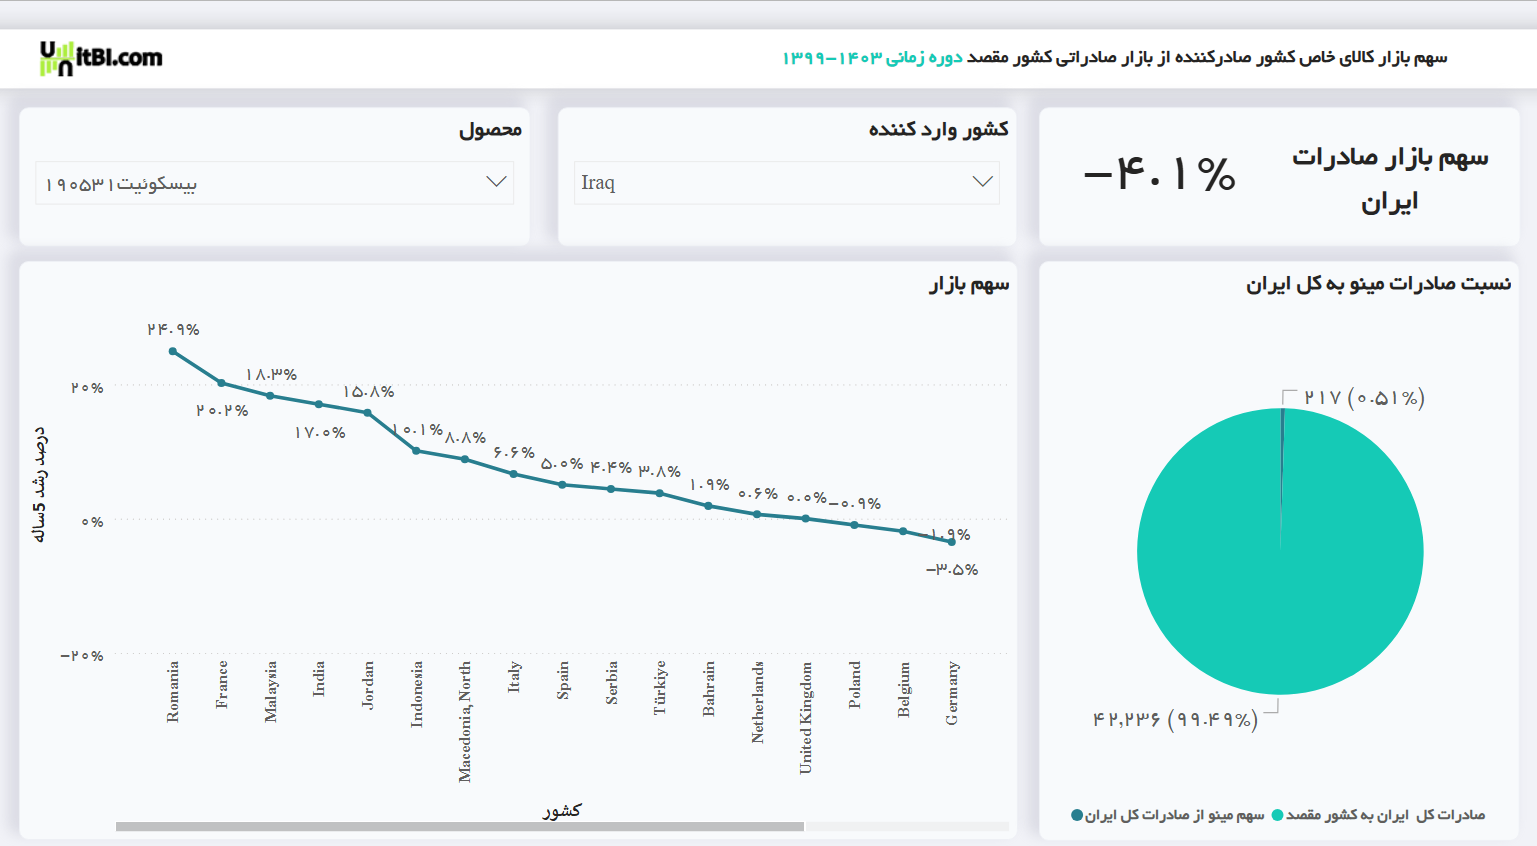 سهم بازار کالای خاص کشور صادرکننده از بازار صادراتی کشور مقصد دوره زمانی ۱۴۰۳-۱۳۹۹
UnitBI.com
سهم بازار صادرات
ایران
-۴.۱%
کشور وارد کننده
Iraq
محصول
بیسکوئیت۱۹۰۵۳۱
نسبت صادرات مینو به کل ایران
۲۱۷ (۰.۵۱%)
۴۲,۲۳۶ (۹۹.۴۹%)
صادرات کل ایران به کشور مقصد
سهم مینو از صادرات کل ایران
سهم بازار
درصد رشد 5ساله
۲۰%
۰%
-۲۰%
۲۴.۹%
۲۰.۲%
۱۸.۳%
۱۷.۰%
۱۵.۸%
۱۰.۱%
۸.۸%
۶.۶%
۵.۰%
۴.۴%
۳.۸%
۱.۹%
۰.۶%
۰.۰%
-۰.۹%
-۱.۹%
-۳.۵%
Romania
France
Malaysia
India
Jordan
Indonesia
Macedonia, North
Italy
Spain
Serbia
Türkiye
Bahrain
Netherlands
United Kingdom
Poland
Belgium
Germany
کشور